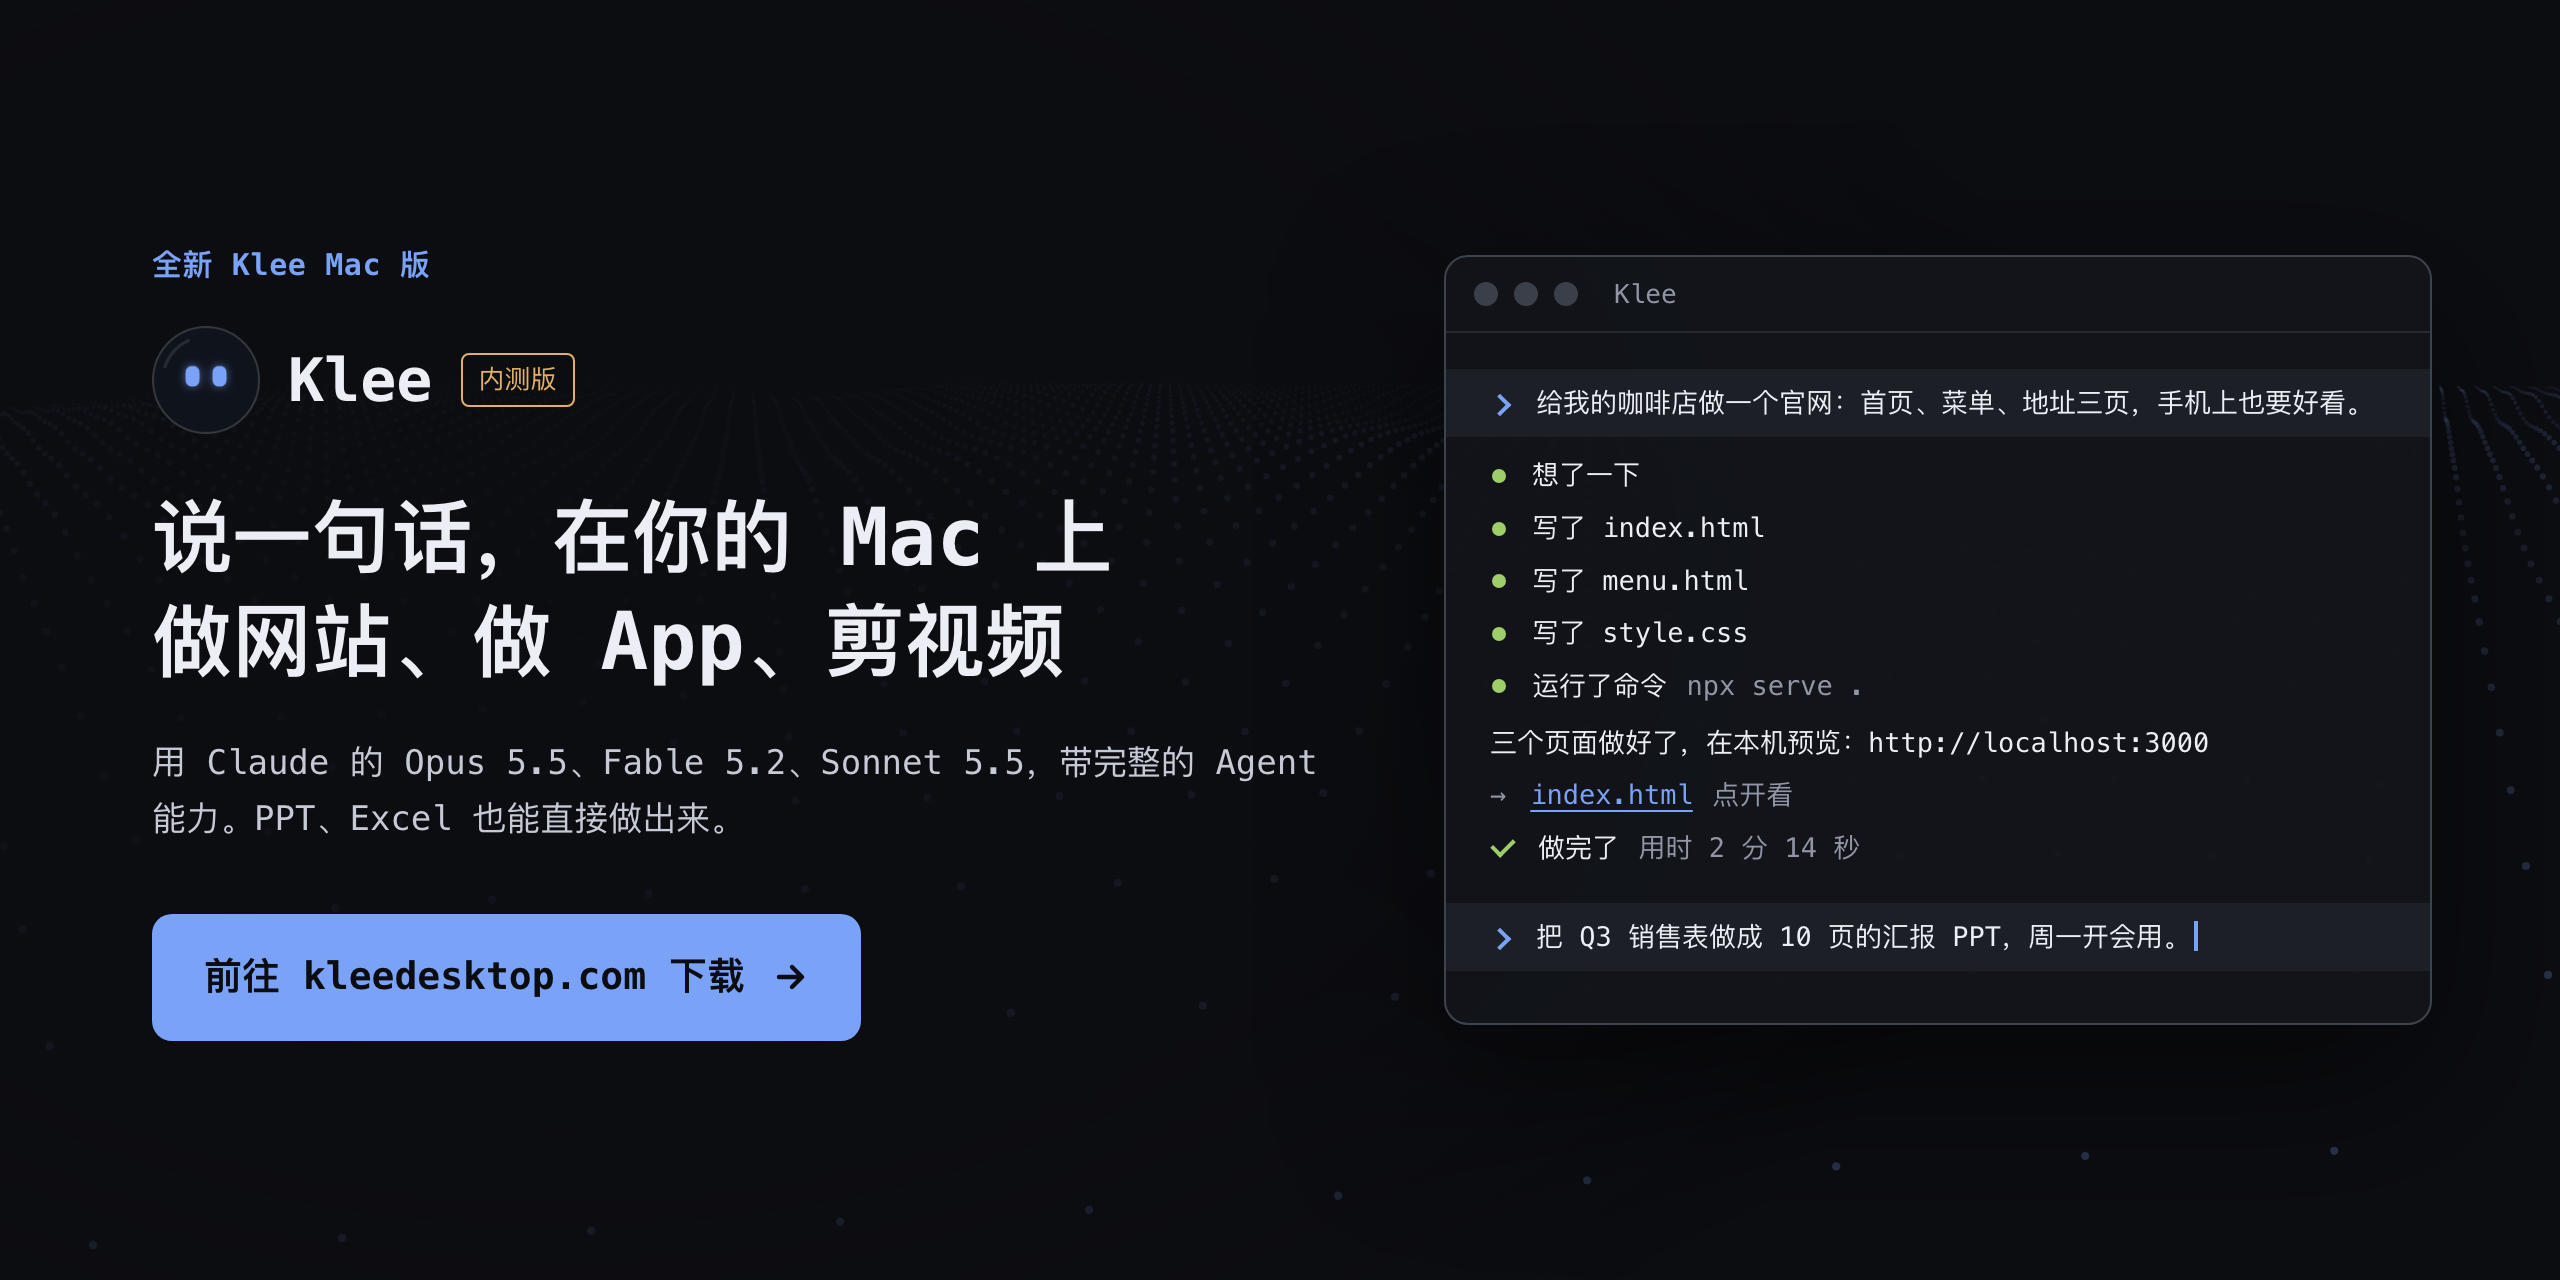 全新 Klee Mac 版
Klee 内测版
说一句话，在你的 Mac 上
做网站、做 App、剪视频
用 Claude 的 Opus 5.5、Fable 5.2、Sonnet 5.5，带完整的 Agent
能力。PPT、Excel 也能直接做出来。
前往 kleedesktop.com 下载 →
Klee
给我的咖啡店做一个官网：首页、菜单、地址三页，手机上也要好看。
想了一下
写了 index.html
写了 menu.html
写了 style.css
运行了命令 npx serve .
三个页面做好了，在本机预览：http://localhost:3000
→ index.html 点开看
做完了 用时 2 分 14 秒
把 Q3 销售表做成 10 页的汇报 PPT，周一开会用。